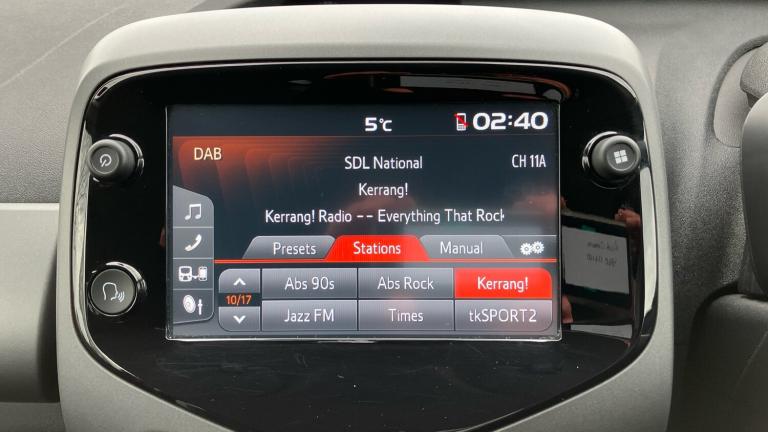 5°C 02:40
DAB SDL National CH 11A
Kerrang!
Kerrang! Radio -- Everything That Rock
Presets Stations Manual
10/17 Abs 90s Abs Rock Kerrang!
Jazz FM Times tkSPORT2